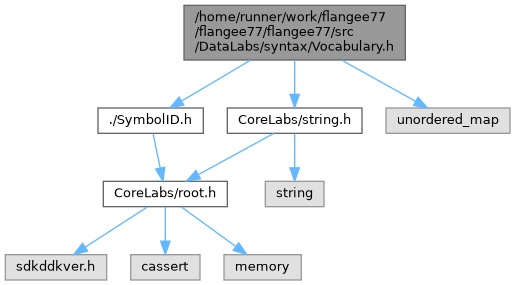 /home/runner/work/flangee77
/flangee77/flangee77/src
/DataLabs/syntax/Vocabulary.h
./SymbolID.h
CoreLabs/string.h
unordered_map
CoreLabs/root.h
string
sdkddkver.h
cassert
memory